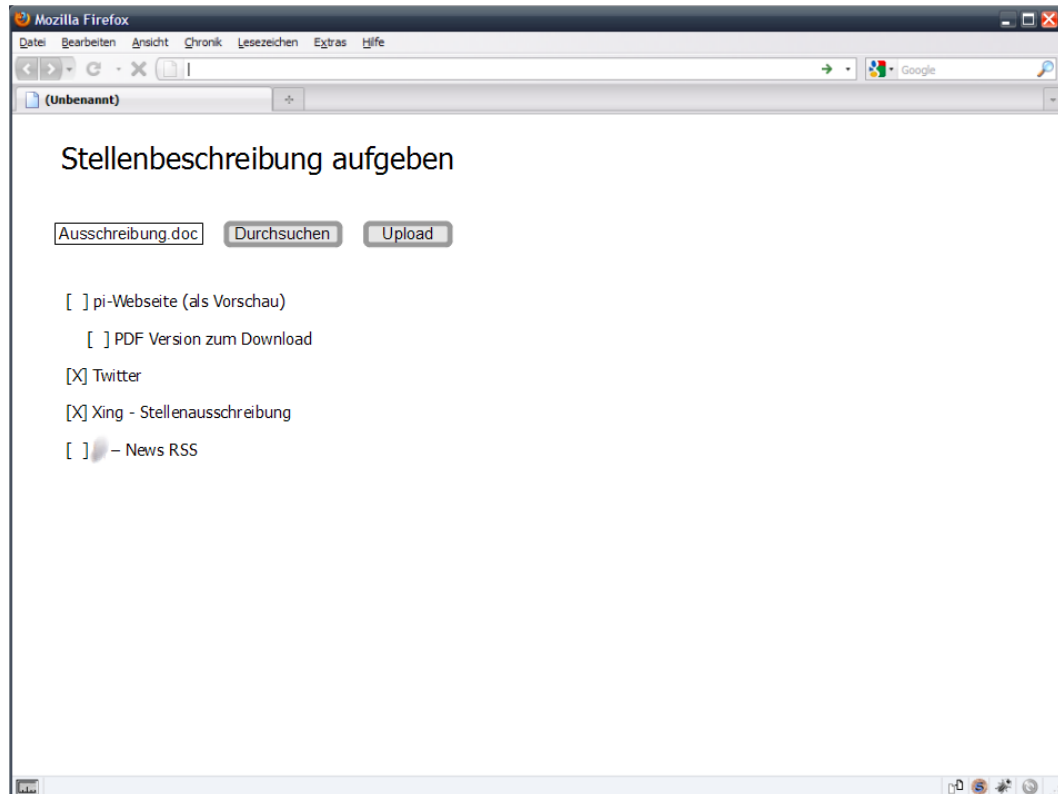 Mozilla Firefox
Datei Bearbeiten Ansicht Chronik Lesezeichen Extras Hilfe
Google
(Unbenannt)
Stellenbeschreibung aufgeben
Ausschreibung.doc Durchsuchen Upload
[ ] pi-Webseite (als Vorschau)
[ ] PDF Version zum Download
[X] Twitter
[X] Xing - Stellenausschreibung
[ ] – News RSS